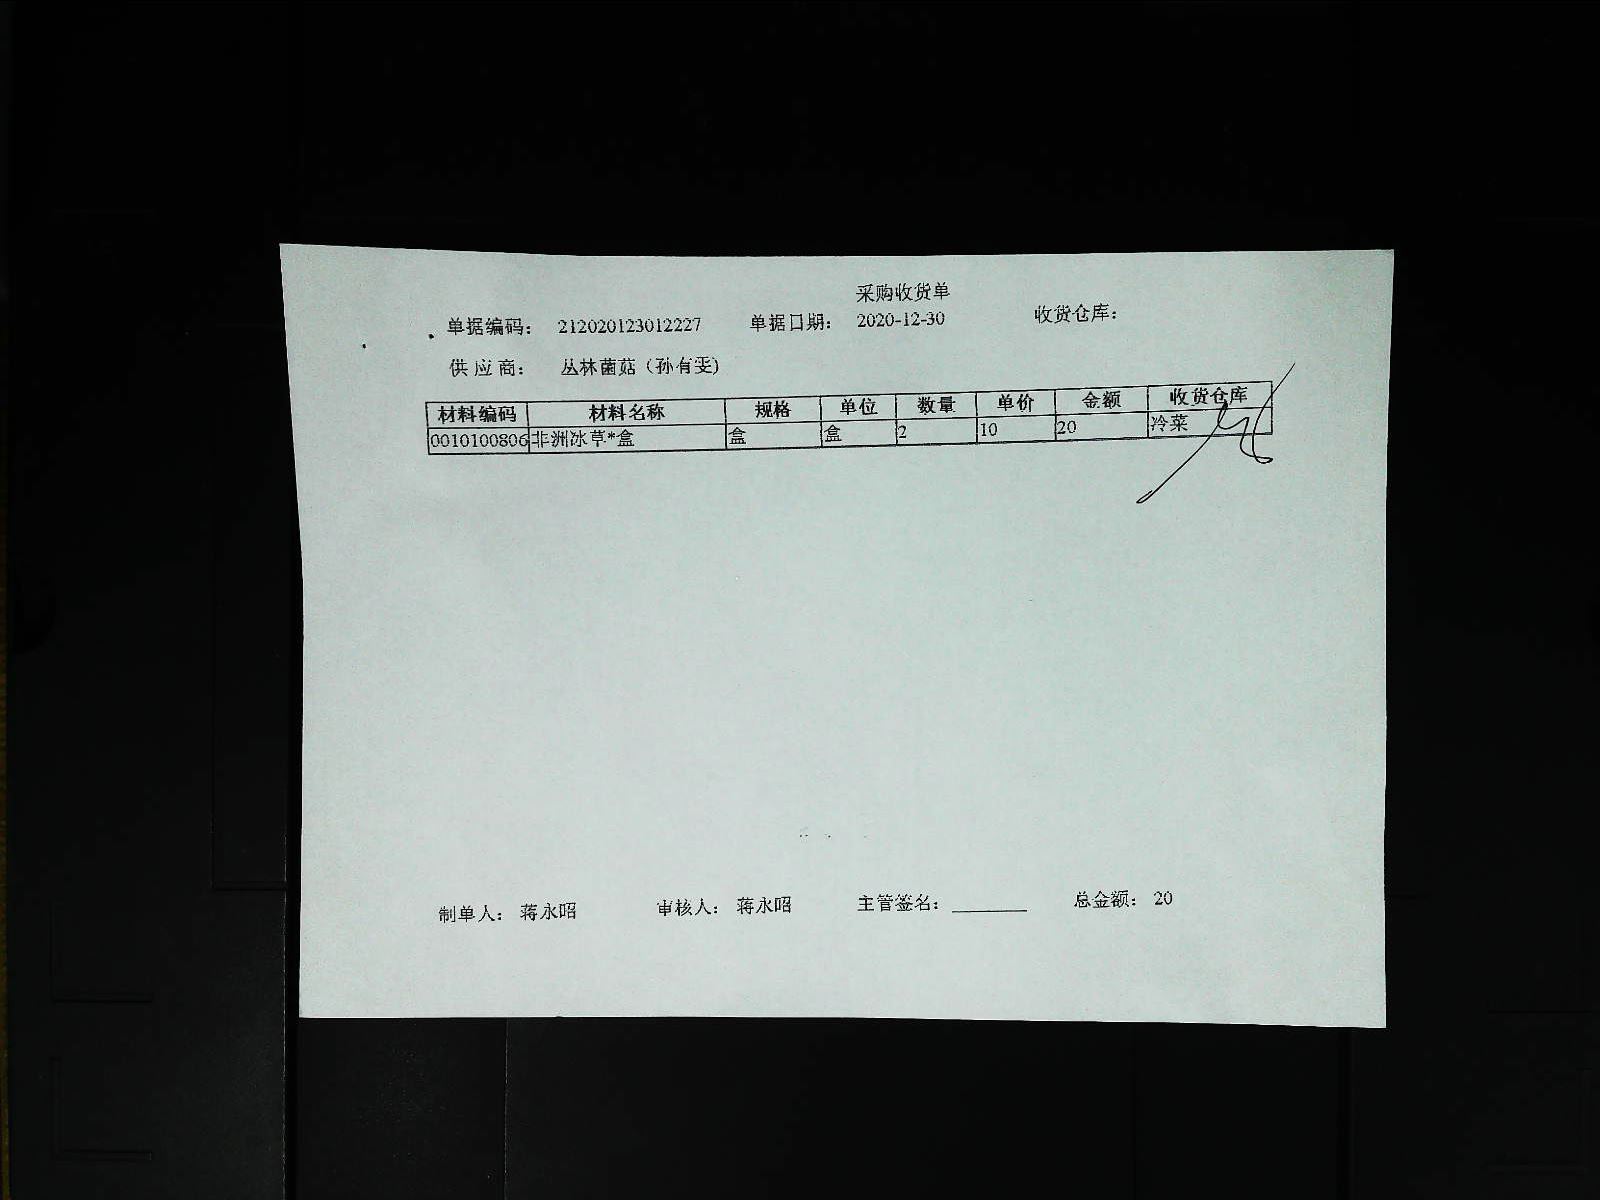 采购收货单
单据编码： 212020123012227 单据日期： 2020-12-30 收货仓库：
供应商： 丛林菌菇（孙有雯)
材料编码 材料名称 规格 单位 数量 单价 金额 收货仓库
0010100806 非洲冰草*盒 盒 盒 2 10 20 冷菜
制单人： 蒋永昭 审核人： 蒋永昭 主管签名： ________ 总金额： 20